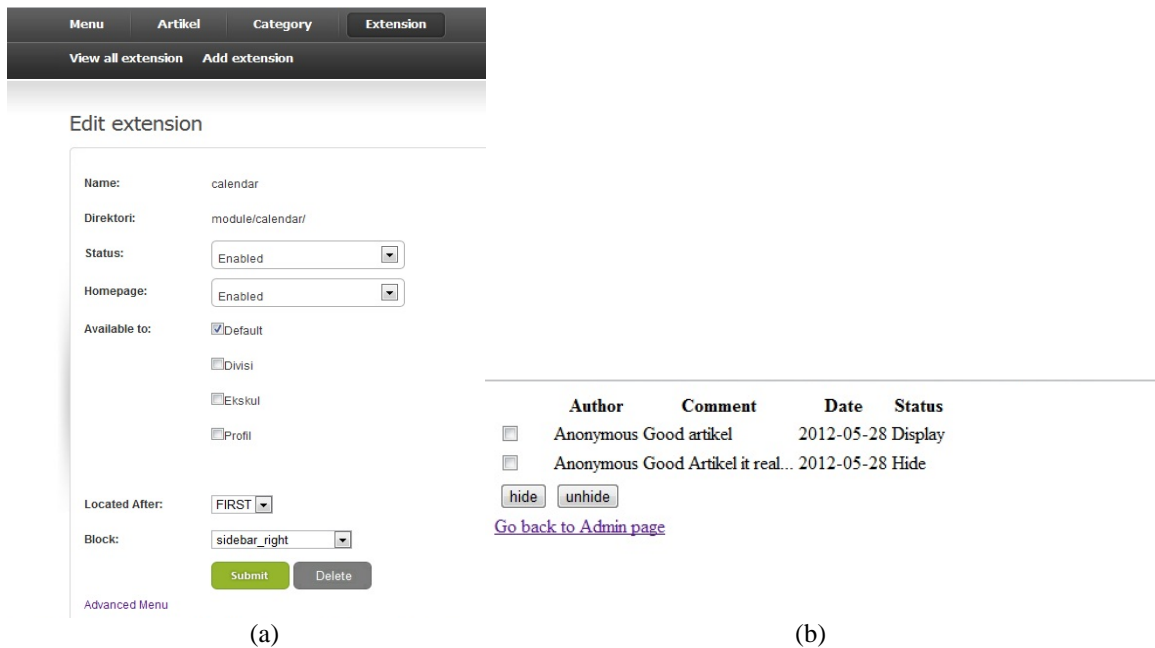 Menu Artikel Category Extension
View all extension Add extension
Edit extension
Name: calendar
Direktori: module/calendar/
Status: Enabled
Homepage: Enabled
Available to: Default
Divisi
Ekskul
Profil
Located After: FIRST
Block: sidebar_right
Submit Delete
Advanced Menu
(a)
Author Comment Date Status
Anonymous Good artikel 2012-05-28 Display
Anonymous Good Artikel it real... 2012-05-28 Hide
hide unhide
Go back to Admin page
(b)